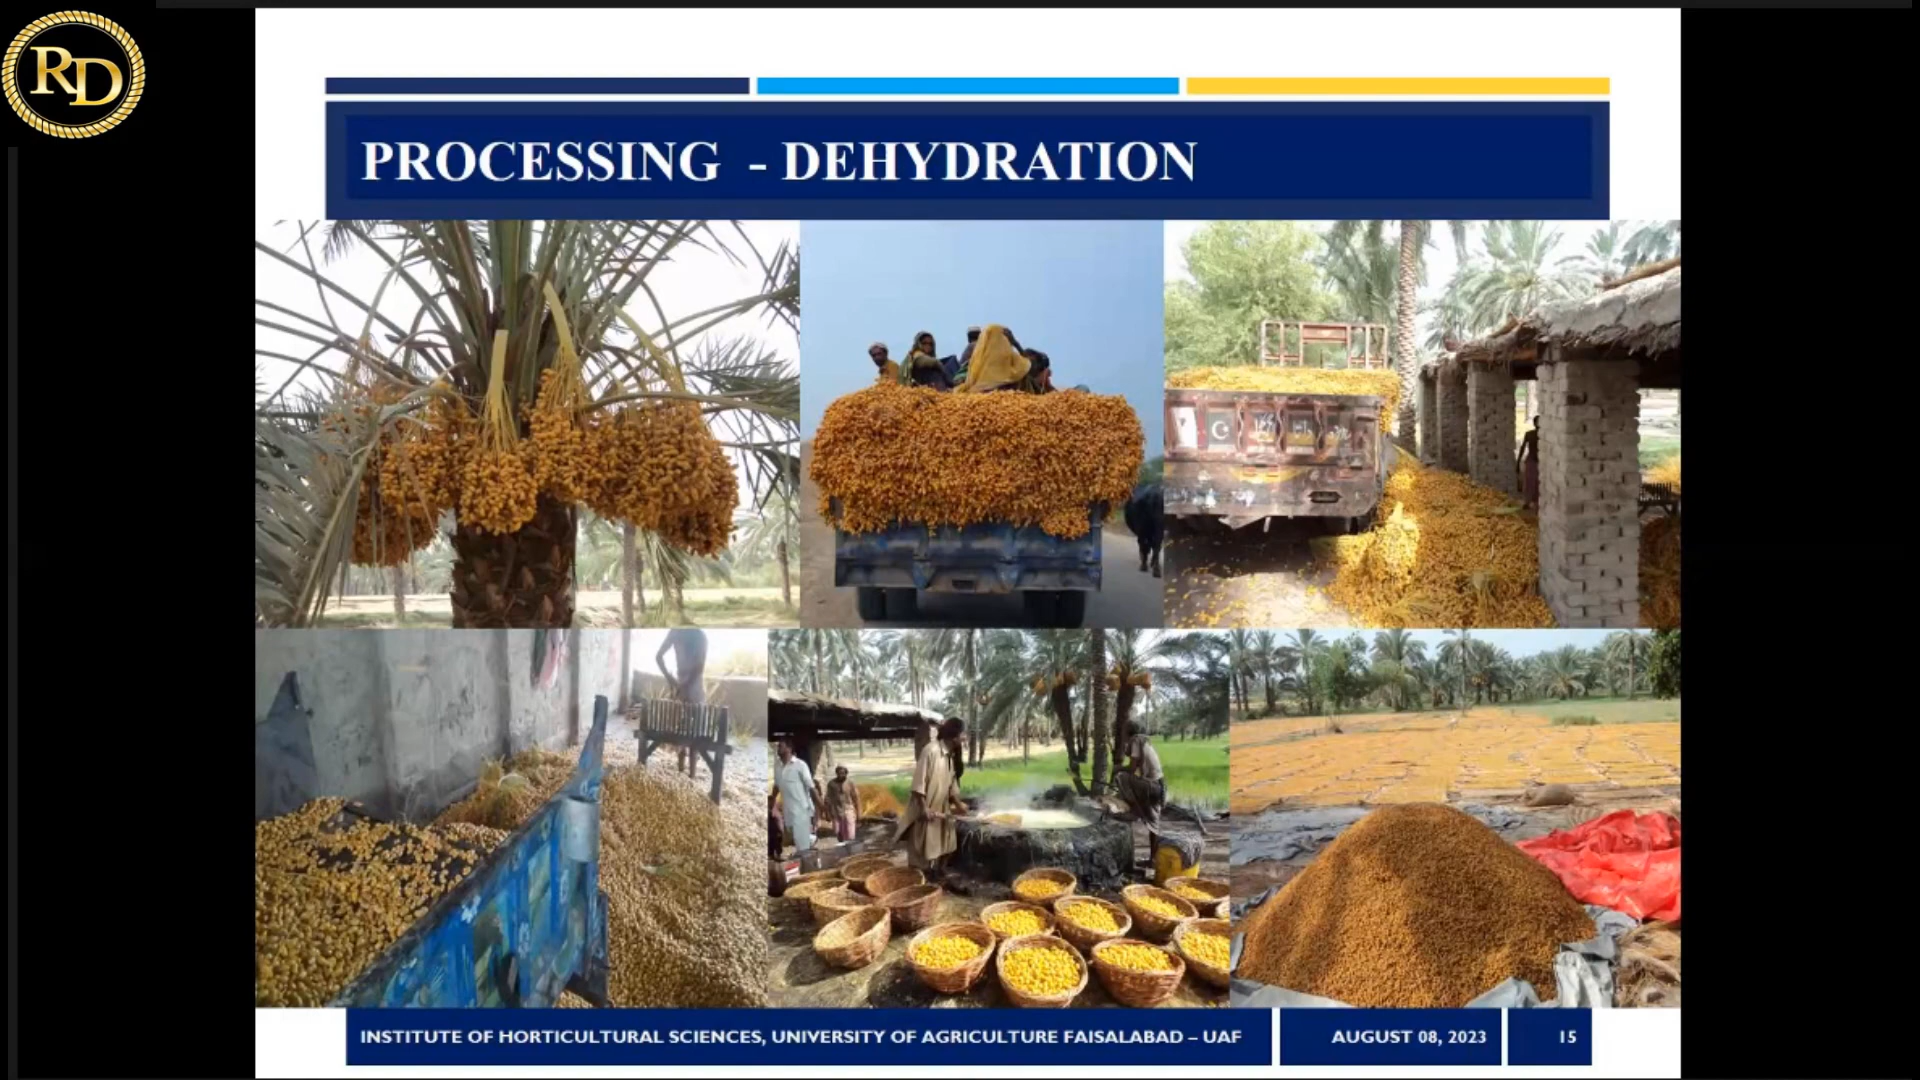 RD
PROCESSING - DEHYDRATION
INSTITUTE OF HORTICULTURAL SCIENCES, UNIVERSITY OF AGRICULTURE FAISALABAD – UAF
AUGUST 08, 2023
15